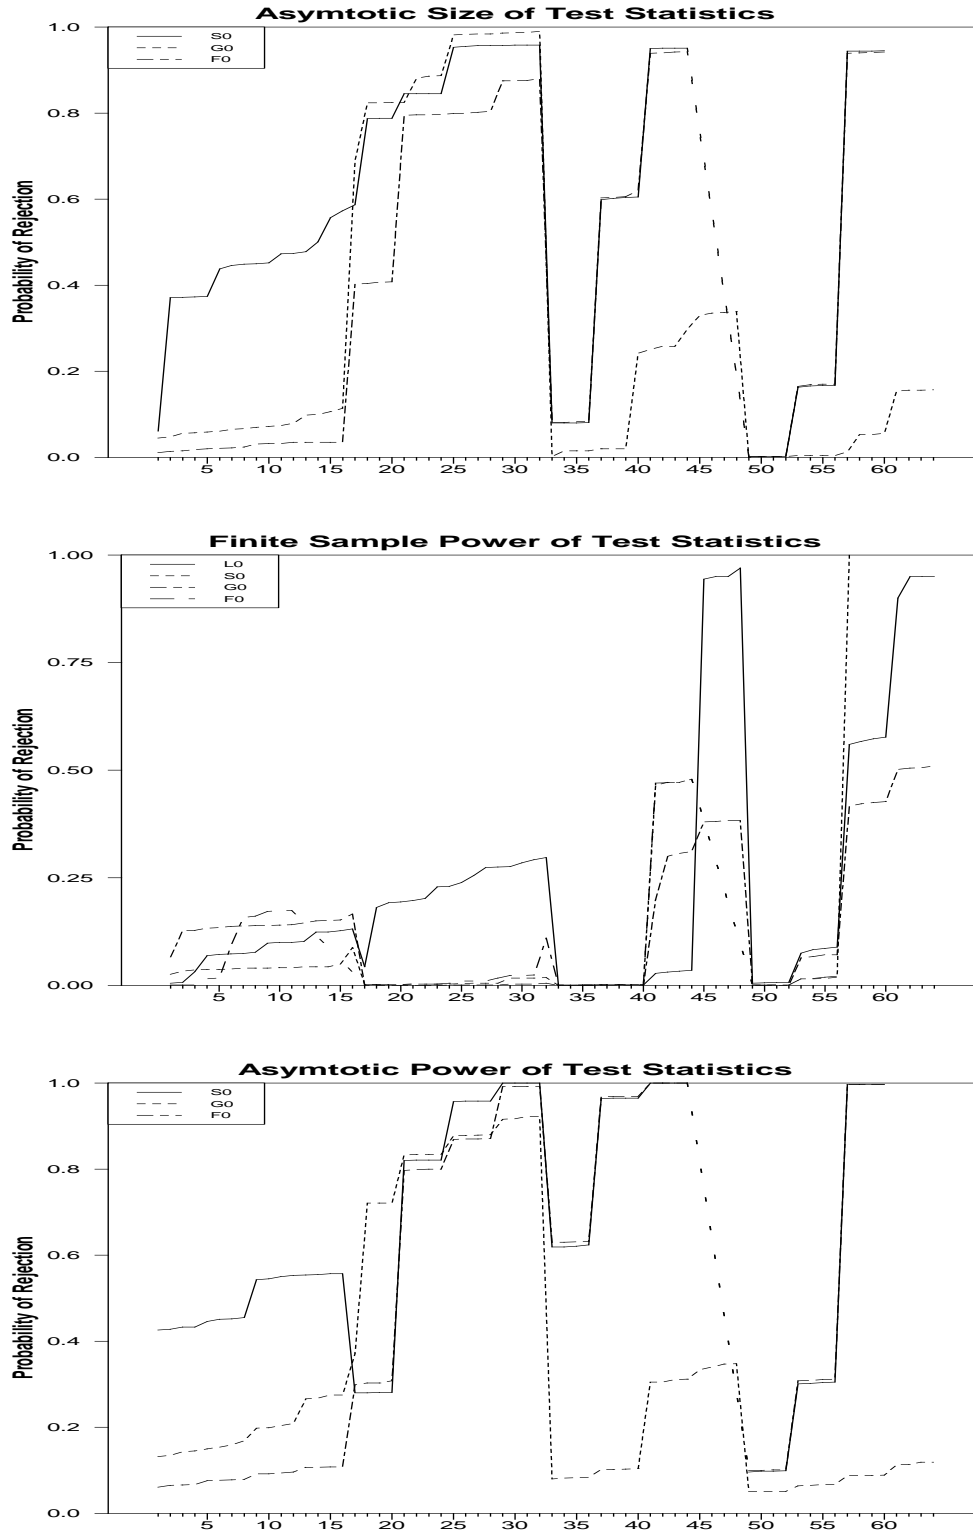 Asymtotic Size of Test Statistics
S0
G0
F0
Probability of Rejection
1.0
0.8
0.6
0.4
0.2
0.0
5 10 15 20 25 30 35 40 45 50 55 60
Finite Sample Power of Test Statistics
L0
S0
G0
F0
Probability of Rejection
1.00
0.75
0.50
0.25
0.00
5 10 15 20 25 30 35 40 45 50 55 60
Asymtotic Power of Test Statistics
S0
G0
F0
Probability of Rejection
1.0
0.8
0.6
0.4
0.2
0.0
5 10 15 20 25 30 35 40 45 50 55 60